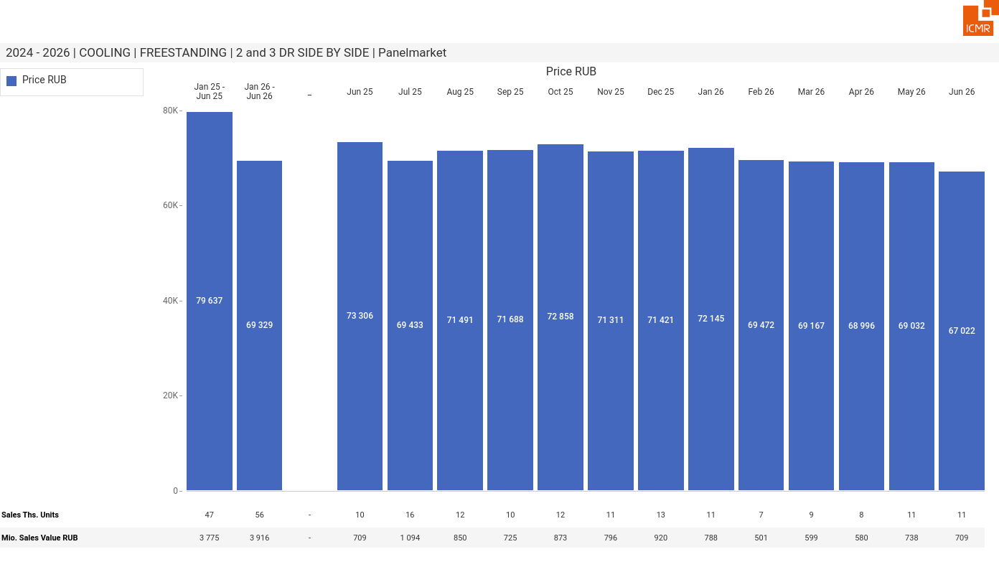 ICMR
2024 - 2026 | COOLING | FREESTANDING | 2 and 3 DR SIDE BY SIDE | Panelmarket
Price RUB
Price RUB
Jan 25 - Jun 25 Jan 26 - Jun 26 – Jun 25 Jul 25 Aug 25 Sep 25 Oct 25 Nov 25 Dec 25 Jan 26 Feb 26 Mar 26 Apr 26 May 26 Jun 26
80K
60K
40K
20K
0
79 637 69 329 73 306 69 433 71 491 71 688 72 858 71 311 71 421 72 145 69 472 69 167 68 996 69 032 67 022
Sales Ths. Units 47 56 - 10 16 12 10 12 11 13 11 7 9 8 11 11
Mio. Sales Value RUB 3 775 3 916 - 709 1 094 850 725 873 796 920 788 501 599 580 738 709